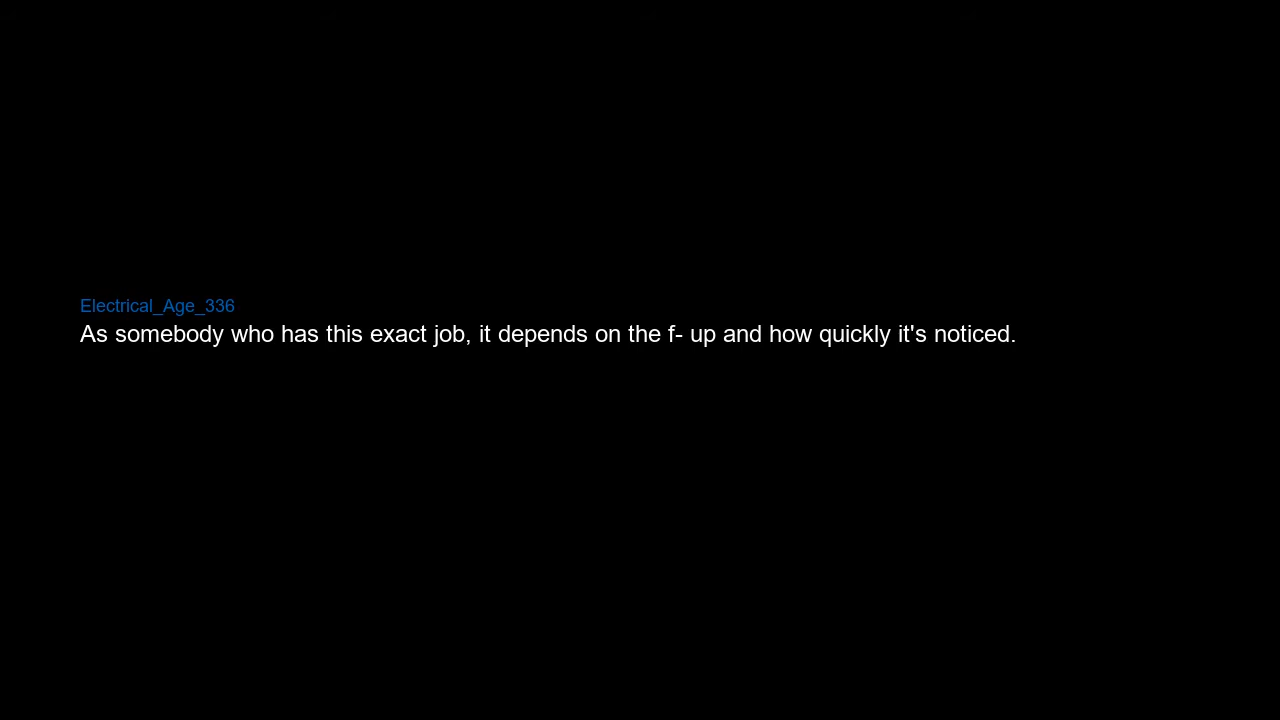 Electrical_Age_336
As somebody who has this exact job, it depends on the f- up and how quickly it's noticed.